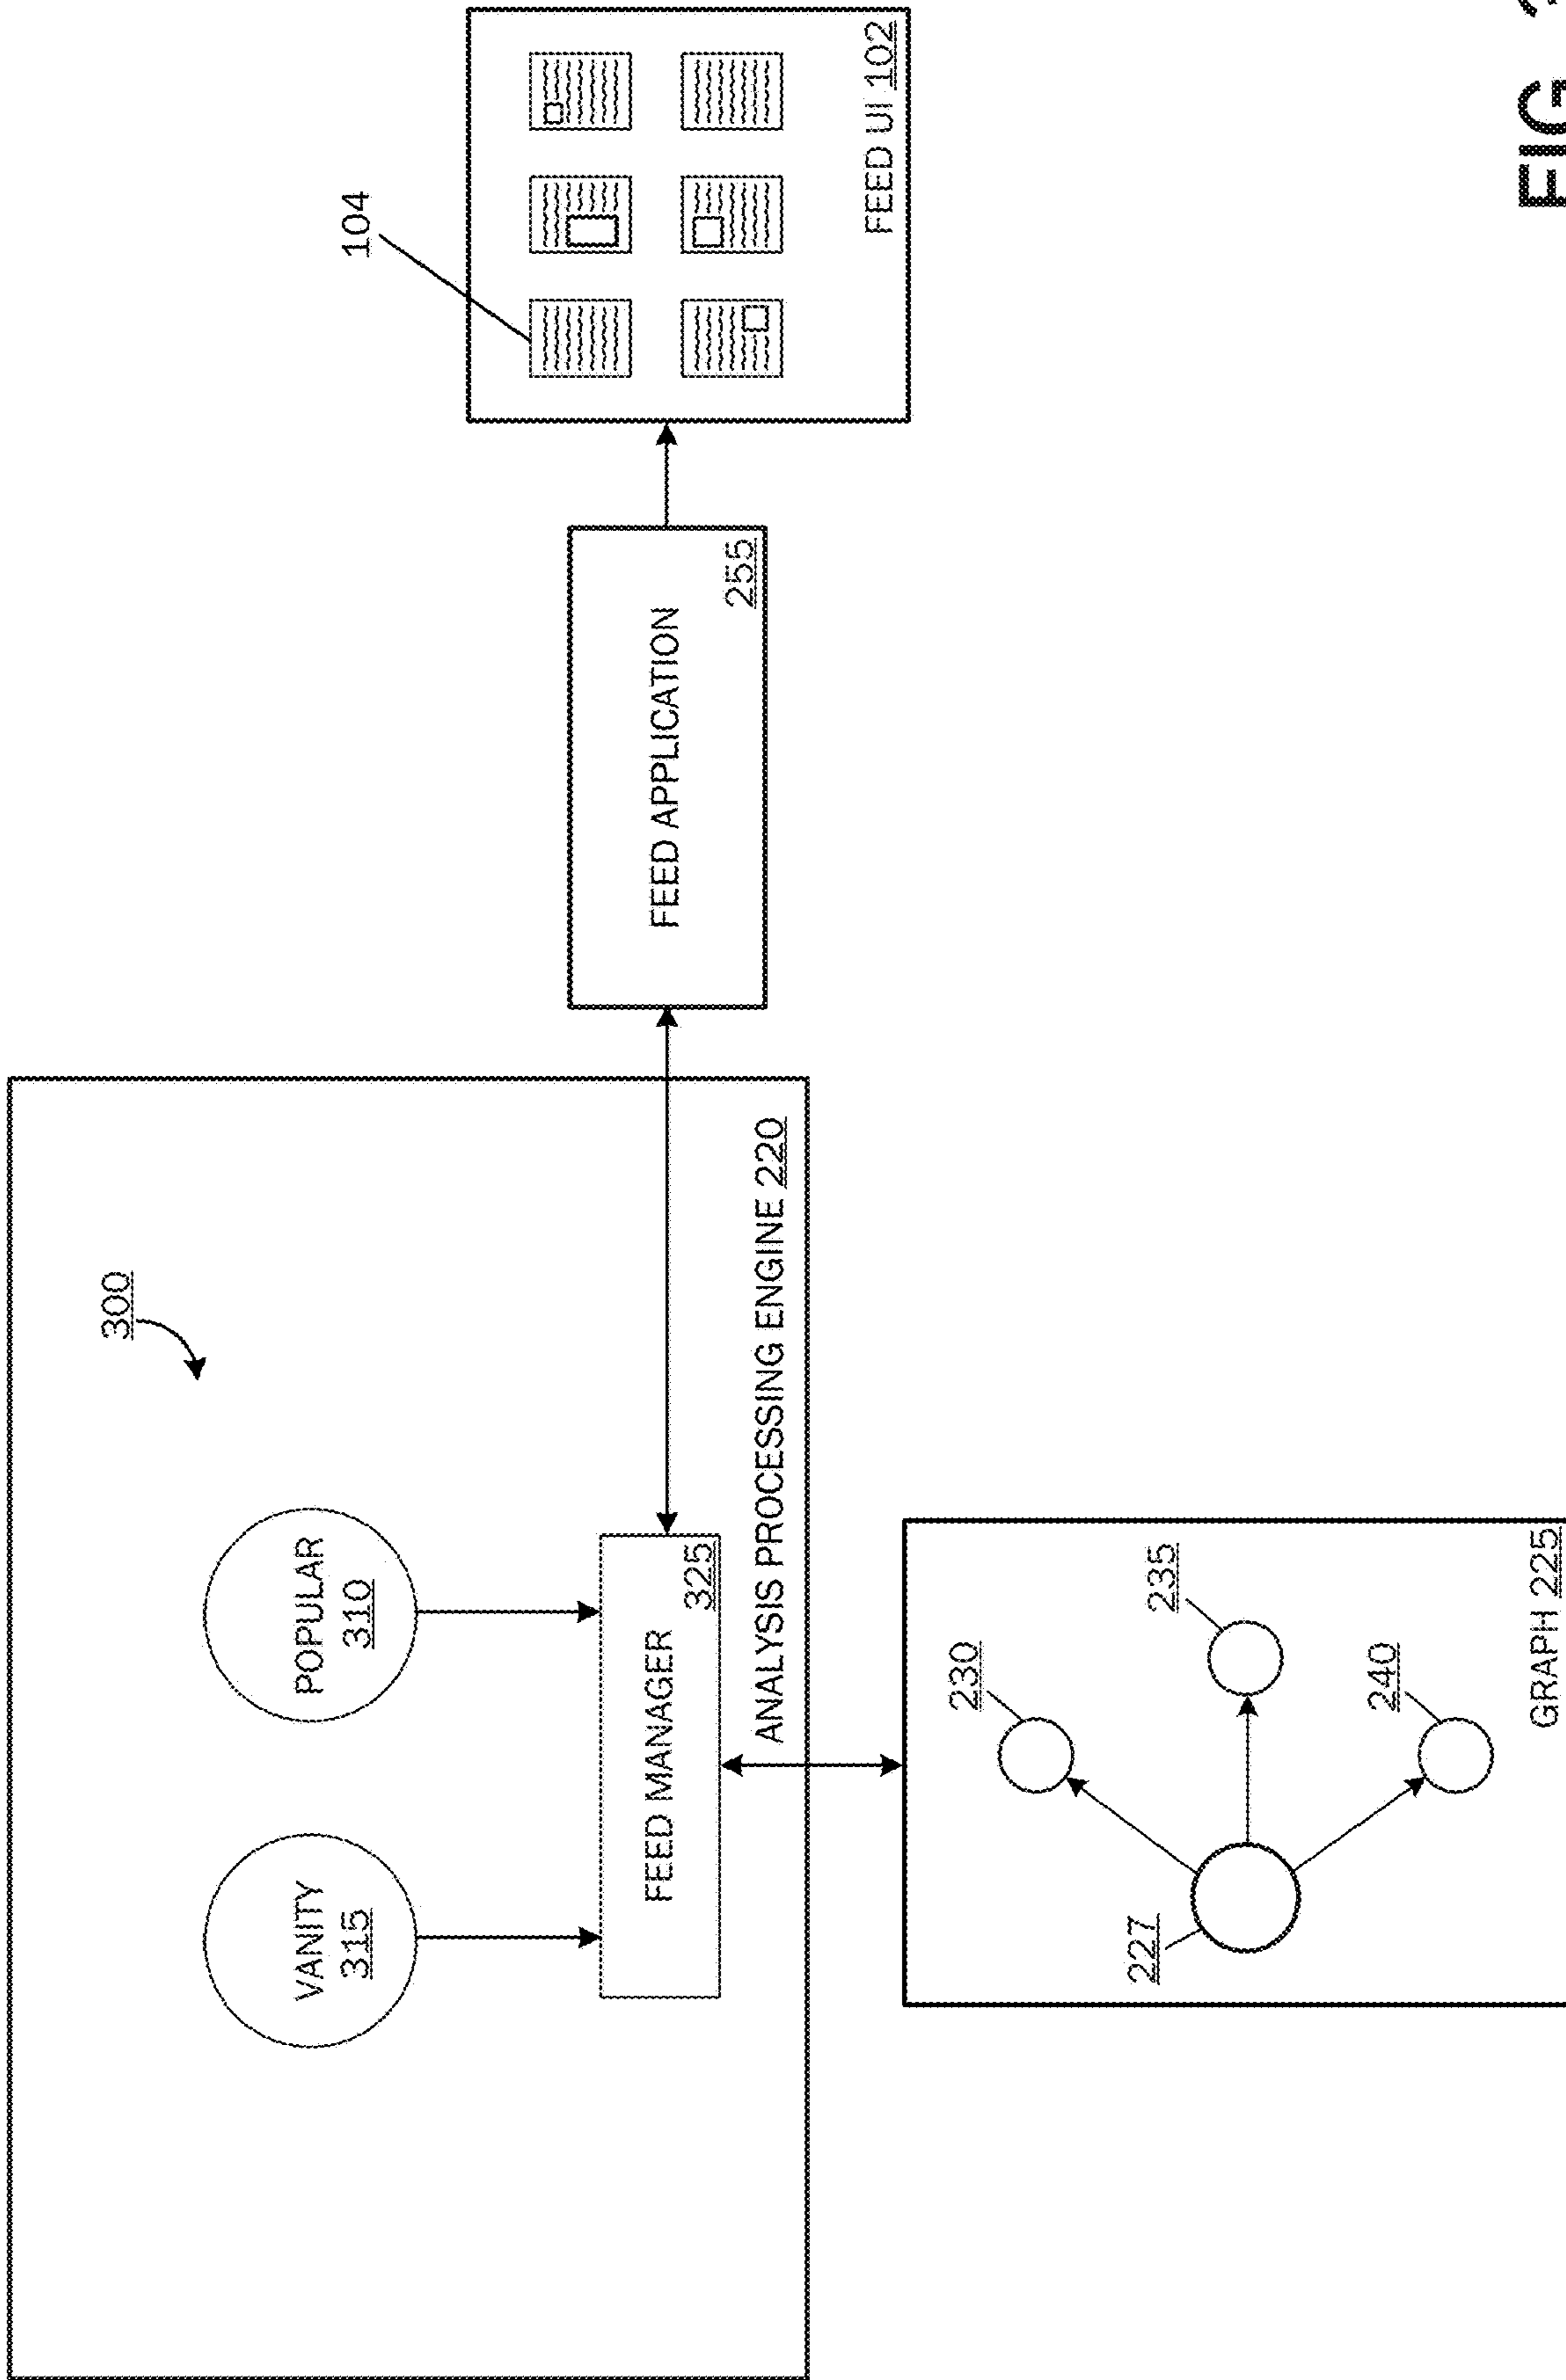 300
VANITY
315
POPULAR
310
FEED MANAGER
325
ANALYSIS PROCESSING ENGINE 220
104
FEED APPLICATION
255
FEED UI 102
230
227
235
240
GRAPH 225
FIG